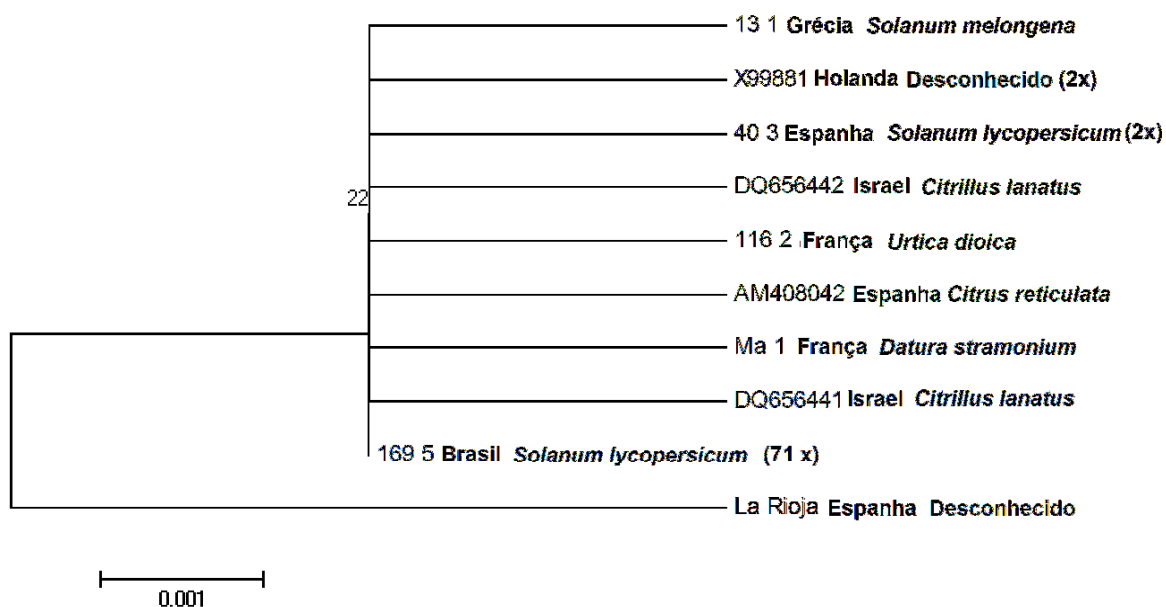 13 1 Grécia Solanum melongena
X99881 Holanda Desconhecido (2x)
40 3 Espanha Solanum lycopersicum (2x)
DQ656442 Israel Citrillus lanatus
22
116 2 França Urtica dioica
AM408042 Espanha Citrus reticulata
Ma 1 França Datura stramonium
DQ656441 Israel Citrillus lanatus
169 5 Brasil Solanum lycopersicum (71 x)
La Rioja Espanha Desconhecido
0.001